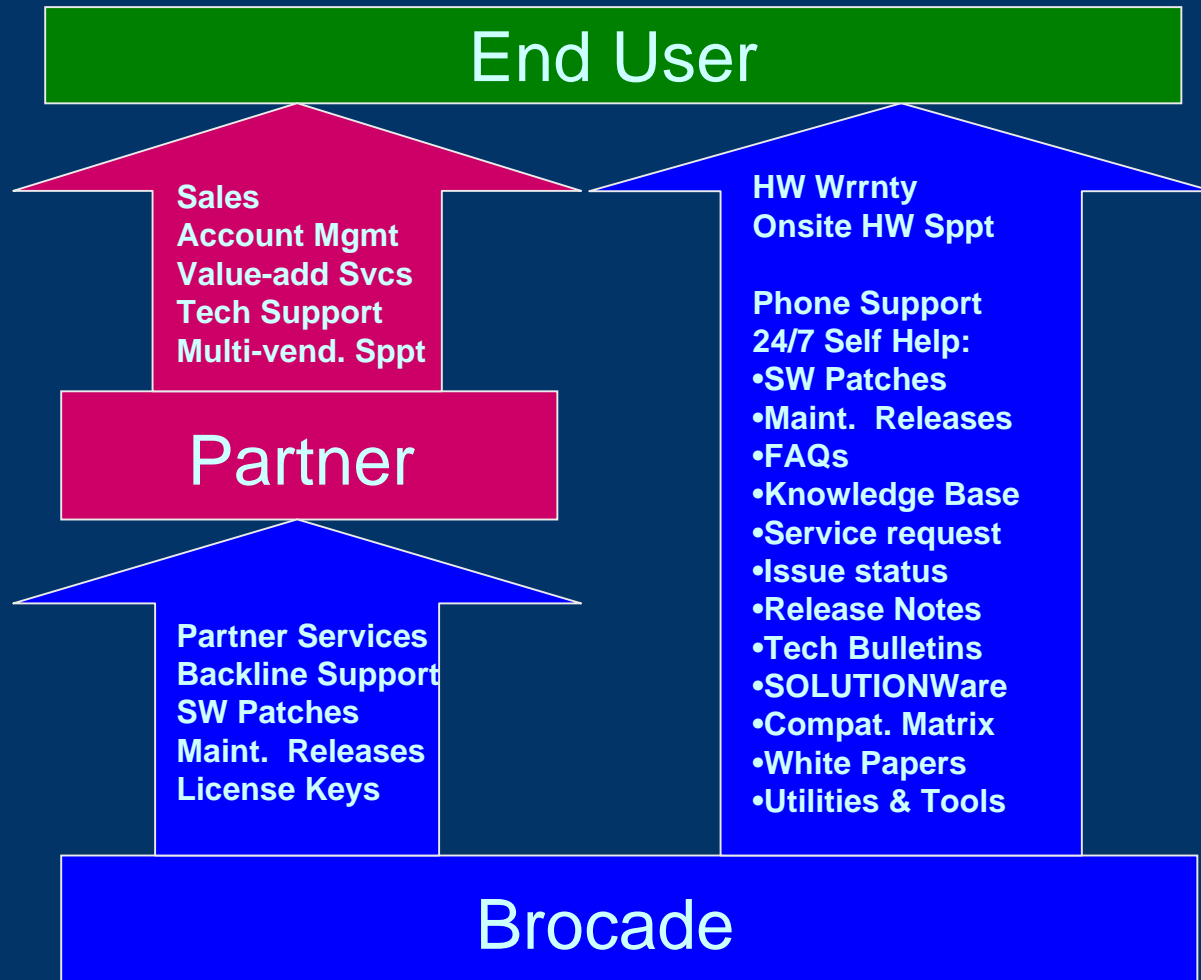 End User
Sales
Account Mgmt
Value-add Svcs
Tech Support
Multi-vend. Sppt
Partner
Partner Services
Backline Support
SW Patches
Maint.  Releases
License Keys
HW Wrrnty
Onsite HW Sppt
Phone Support
24/7 Self Help:
•SW Patches
•Maint.  Releases
•FAQs
•Knowledge Base
•Service request
•Issue status
•Release Notes
•Tech Bulletins
•SOLUTIONWare
•Compat. Matrix
•White Papers
•Utilities & Tools
Brocade